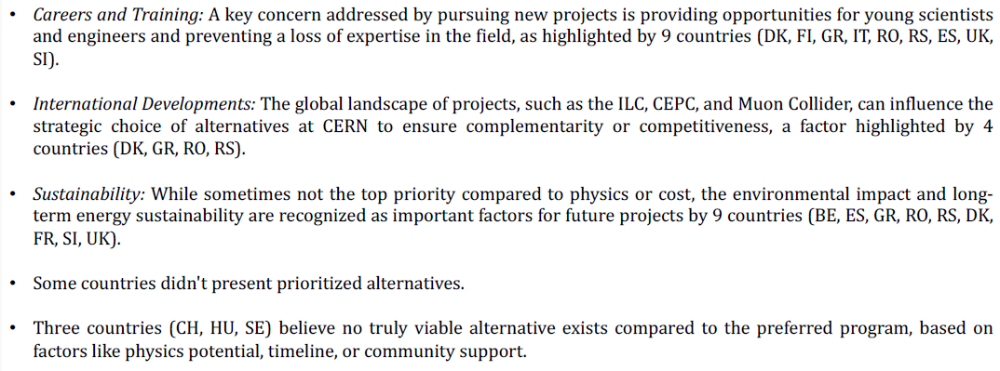 • Careers and Training: A key concern addressed by pursuing new projects is providing opportunities for young scientists
and engineers and preventing a loss of expertise in the field, as highlighted by 9 countries (DK, FI, GR, IT, RO, RS, ES, UK,
SI).
• International Developments: The global landscape of projects, such as the ILC, CEPC, and Muon Collider, can influence the
strategic choice of alternatives at CERN to ensure complementarity or competitiveness, a factor highlighted by 4
countries (DK, GR, RO, RS).
• Sustainability: While sometimes not the top priority compared to physics or cost, the environmental impact and long-
term energy sustainability are recognized as important factors for future projects by 9 countries (BE, ES, GR, RO, RS, DK,
FR, SI, UK).
• Some countries didn't present prioritized alternatives.
• Three countries (CH, HU, SE) believe no truly viable alternative exists compared to the preferred program, based on
factors like physics potential, timeline, or community support.